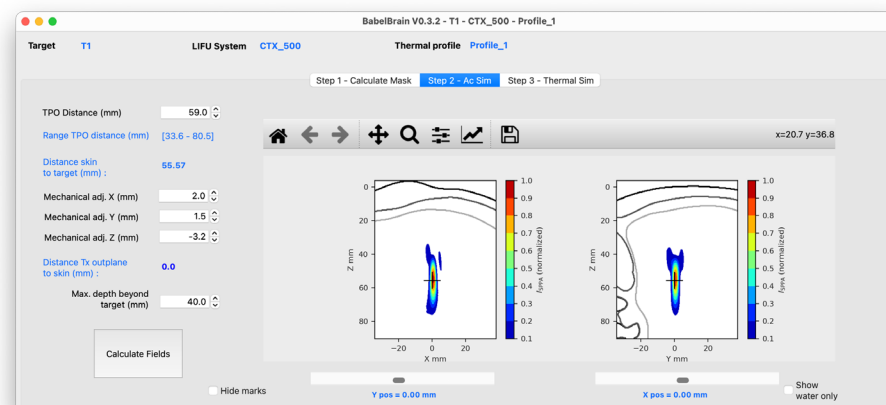 BabelBrain V0.3.2 - T1 - CTX_500 - Profile_1
Target T1 LIFU System CTX_500 Thermal profile Profile_1
Step 1 - Calculate Mask Step 2 - Ac Sim Step 3 - Thermal Sim
TPO Distance (mm) 59.0
Range TPO distance (mm) [33.6 - 80.5]
Distance skin
to target (mm) : 55.57
Mechanical adj. X (mm) 2.0
Mechanical adj. Y (mm) 1.5
Mechanical adj. Z (mm) -3.2
Distance Tx outplane
to skin (mm) : 0.0
Max. depth beyond
target (mm) 40.0
Calculate Fields
Hide marks
x=20.7 y=36.8
0
20
40
60
80
Z mm
-20 0 20
X mm
1.0
0.9
0.8
0.7
0.6
0.5
0.4
0.3
0.2
0.1
ISPPA (normalized)
Y pos = 0.00 mm
0
20
40
60
80
Z mm
-20 0 20
Y mm
1.0
0.9
0.8
0.7
0.6
0.5
0.4
0.3
0.2
0.1
ISPPA (normalized)
X pos = 0.00 mm
Show
water only